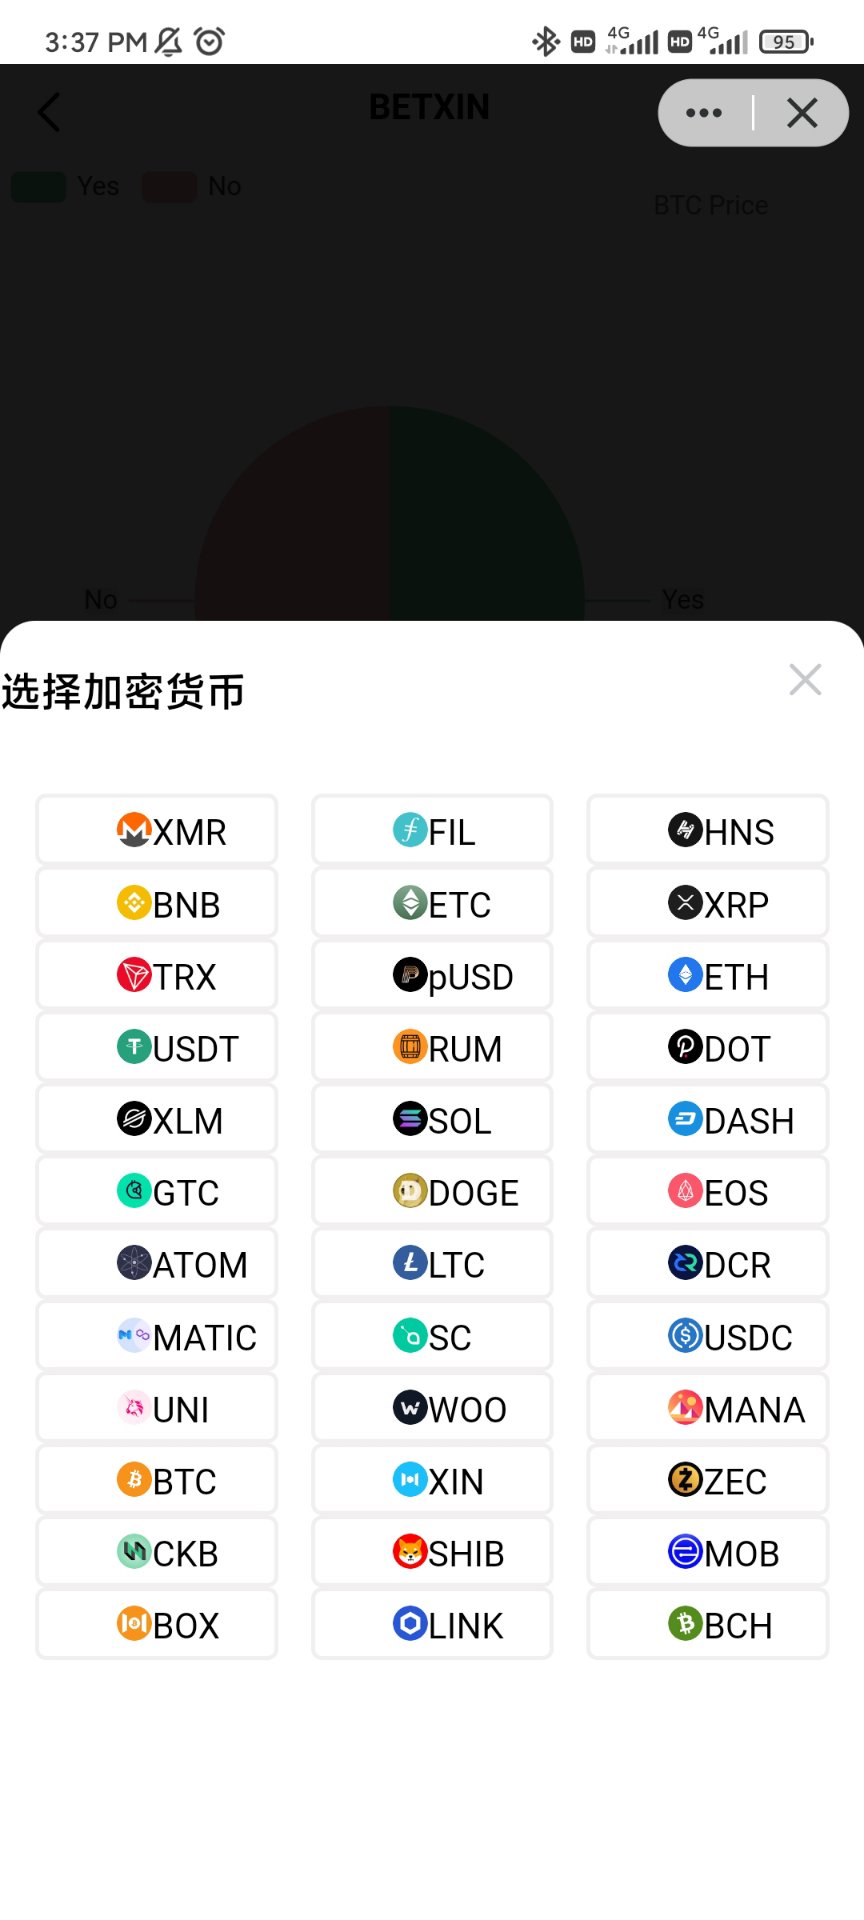 3:37 PM HD 4G HD 4G 95
BETXIN
Yes No
BTC Price
No Yes
选择加密货币
XMR FIL HNS
BNB ETC XRP
TRX pUSD ETH
USDT RUM DOT
XLM SOL DASH
GTC DOGE EOS
ATOM LTC DCR
MATIC SC USDC
UNI WOO MANA
BTC XIN ZEC
CKB SHIB MOB
BOX LINK BCH